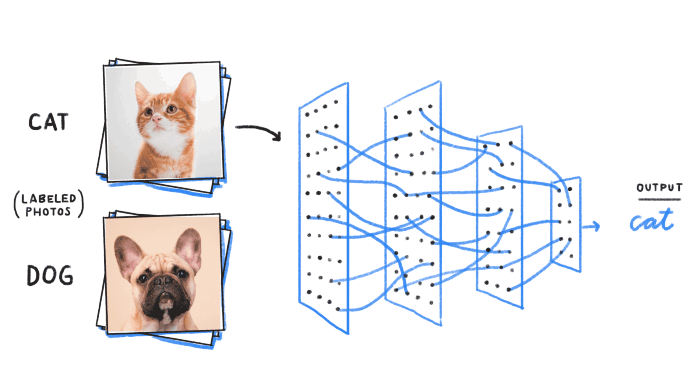 CAT
(LABELED
PHOTOS)
DOG
OUTPUT
cat